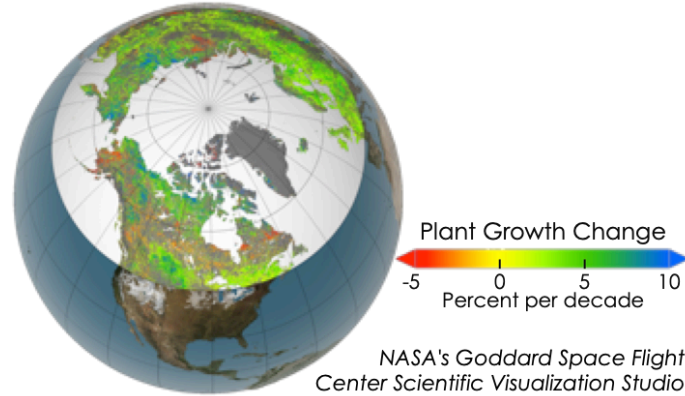 Plant Growth Change
-5 0 5 10
Percent per decade
NASA's Goddard Space Flight
Center Scientific Visualization Studio